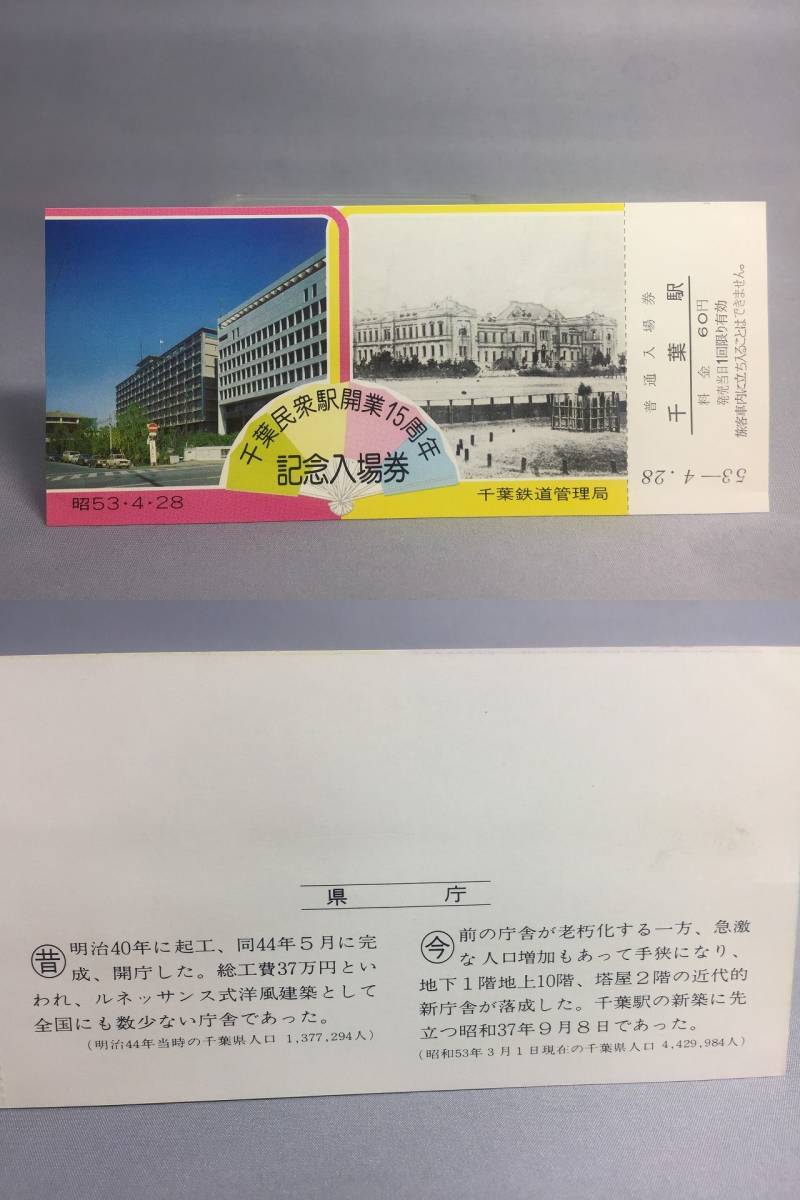 千葉民衆駅開業15周年
記念入場券
昭53・4・28
千葉鉄道管理局
普通入場券
千葉駅
料金 60円
発売当日1回限り有効
旅客車内に立ち入ることはできません。
53—4.28
県庁
昔
明治40年に起工、同44年5月に完
成、開庁した。総工費37万円とい
われ、ルネッサンス式洋風建築として
全国にも数少ない庁舎であった。
(明治44年当時の千葉県人口 1,377,294人)
今
前の庁舎が老朽化する一方、急激
な人口増加もあって手狭になり、
地下1階地上10階、塔屋2階の近代的
新庁舎が落成した。千葉駅の新築に先
立つ昭和37年9月8日であった。
(昭和53年3月1日現在の千葉県人口 4,429,984人)